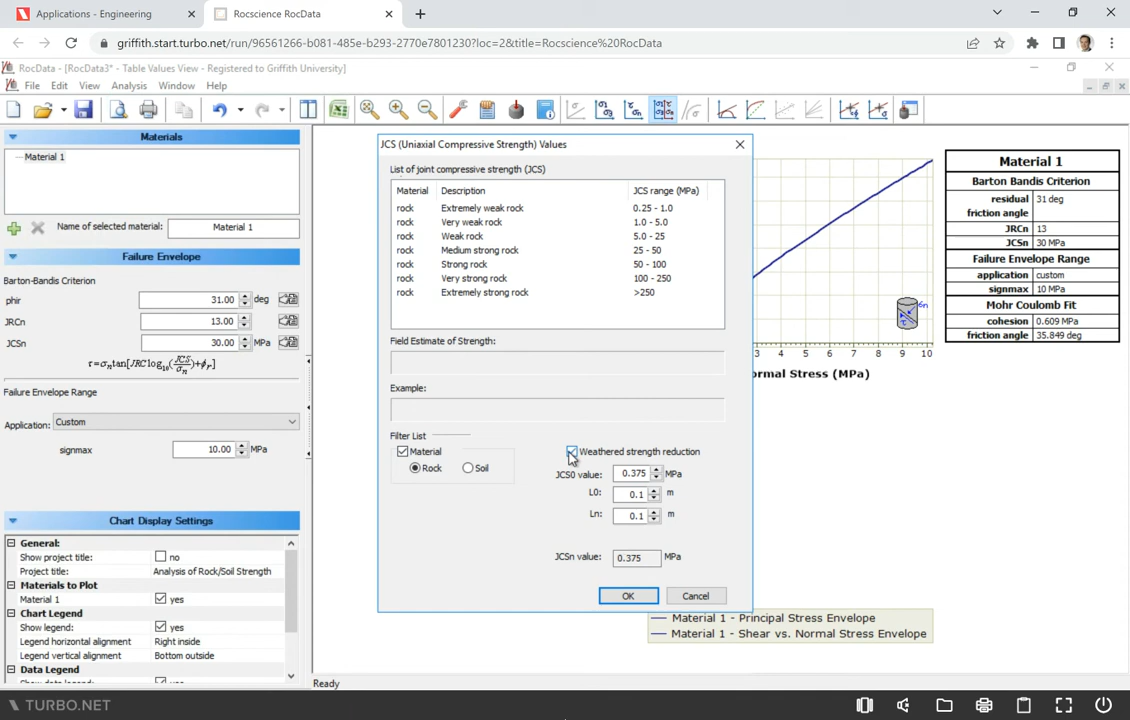 Applications - Engineering
Rocscience RocData
griffith.start.turbo.net/run/96561266-b081-485e-b293-2770e7801230?loc=2&title=Rocscience%20RocData
RocData - [RocData3* - Table Values View - Registered to Griffith University]
File Edit View Analysis Window Help
Materials
Material 1
Name of selected material: Material 1
Failure Envelope
Barton-Bandis Criterion
phir 31.00 deg
JRCn 13.00
JCSn 30.00 MPa
τ=σn tan[JRC log10(JCS/σn)+ϕr]
Failure Envelope Range
Application: Custom
signmax 10.00 MPa
Chart Display Settings
General:
Show project title: no
Project title: Analysis of Rock/Soil Strength
Materials to Plot
Material 1 yes
Chart Legend
Show legend: yes
Legend horizontal alignment Right inside
Legend vertical alignment Bottom outside
Data Legend
JCS (Uniaxial Compressive Strength) Values
List of joint compressive strength (JCS)
Material Description JCS range (MPa)
rock Extremely weak rock 0.25 - 1.0
rock Very weak rock 1.0 - 5.0
rock Weak rock 5.0 - 25
rock Medium strong rock 25 - 50
rock Strong rock 50 - 100
rock Very strong rock 100 - 250
rock Extremely strong rock >250
Field Estimate of Strength:
Example:
Filter List
Material
Rock Soil
Weathered strength reduction
JCS0 value: 0.375 MPa
L0: 0.1 m
Ln: 0.1 m
JCSn value: 0.375 MPa
OK Cancel
3 4 5 6 7 8 9 10
ormal Stress (MPa)
σn
τ
Material 1
Barton Bandis Criterion
residual friction angle 31 deg
JRCn 13
JCSn 30 MPa
Failure Envelope Range
application custom
signmax 10 MPa
Mohr Coulomb Fit
cohesion 0.609 MPa
friction angle 35.849 deg
Material 1 - Principal Stress Envelope
Material 1 - Shear vs. Normal Stress Envelope
Ready
\ TURBO.NET